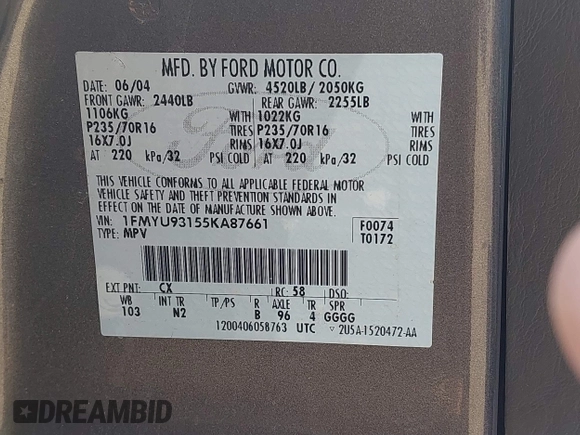 MFD. BY FORD MOTOR CO.
DATE: 06/04 GVWR: 4520LB/ 2050KG
FRONT GAWR: 2440LB REAR GAWR: 2255LB
1106KG WITH 1022KG WITH
P235/70R16 TIRES P235/70R16 TIRES
16X7.0J RIMS 16X7.0J RIMS
AT 220 kPa/32 PSI COLD AT 220 kPa/32 PSI COLD
Ford
THIS VEHICLE CONFORMS TO ALL APPLICABLE FEDERAL MOTOR
VEHICLE SAFETY AND THEFT PREVENTION STANDARDS IN
EFFECT ON THE DATE OF MANUFACTURE SHOWN ABOVE.
VIN: 1FMYU93155KA87661 F0074
TYPE: MPV T0172
EXT PNT: CX RC: 58 DSO:
WB INT TR TP/PS R AXLE TR SPR
103 N2 B 96 4 GGGG
1200406058763 UTC ▽ 2U5A-1520472-AA
DREAMBID